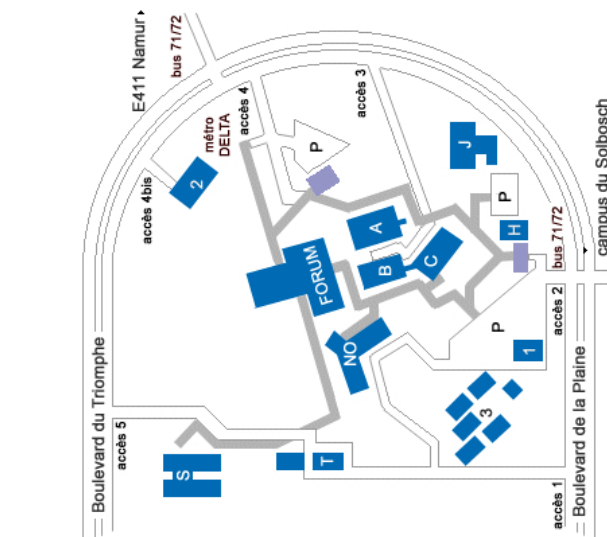 E411 Namur
bus 71/72
accès 4
accès 3
métro
DELTA
accès 4bis
2
P
J
campus du Solbosch
P
A
H
bus 71/72
FORUM
B
C
accès 2
P
NO
1
Boulevard du Triomphe
Boulevard de la Plaine
3
accès 5
S
T
accès 1